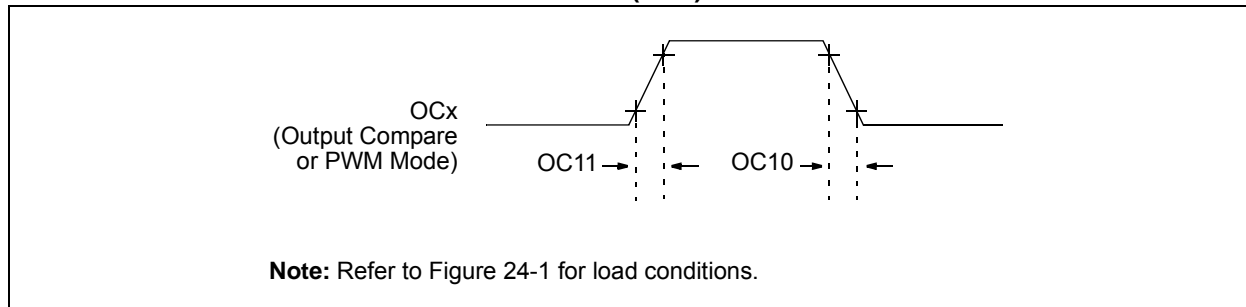 OCx
(Output Compare
or PWM Mode)
OC11
OC10
Note: Refer to Figure 24-1 for load conditions.